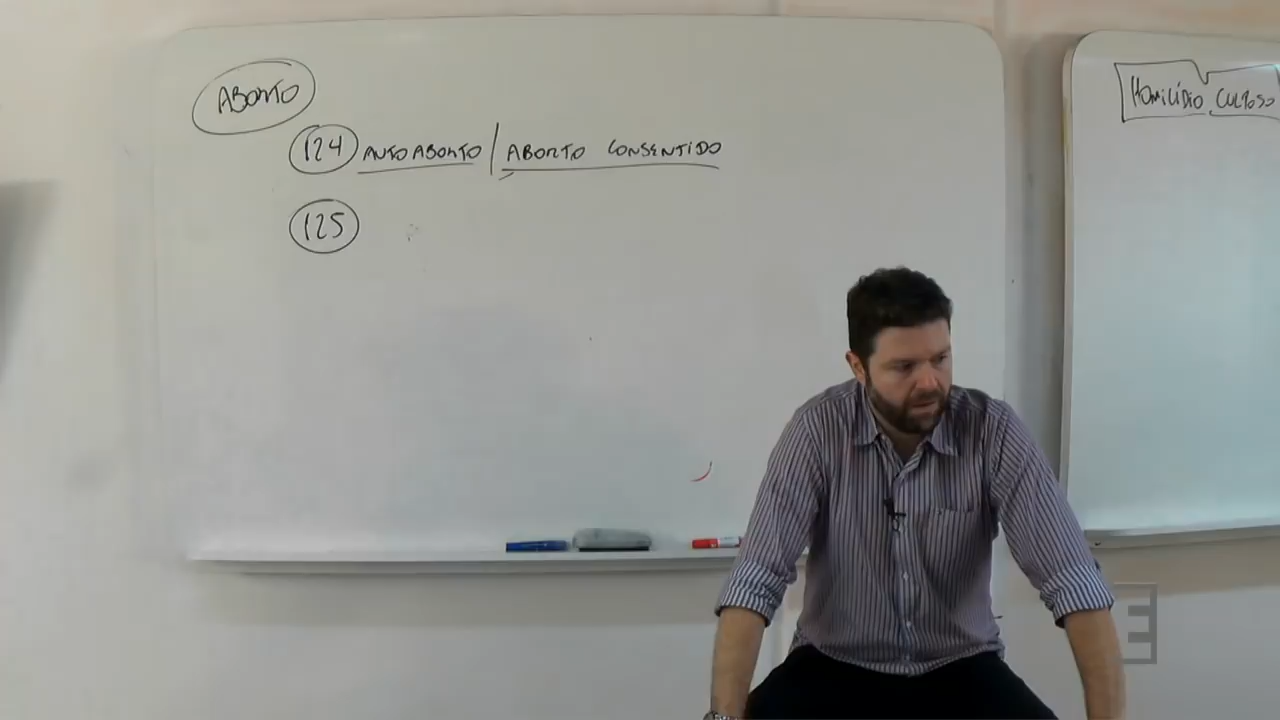 ABORTO
124 AUTOABORTO | ABORTO CONSENTIDO
125
HOMICÍDIO CULPOSO
E